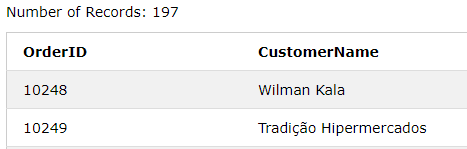 Number of Records: 197
OrderID CustomerName
10248 Wilman Kala
10249 Tradição Hipermercados